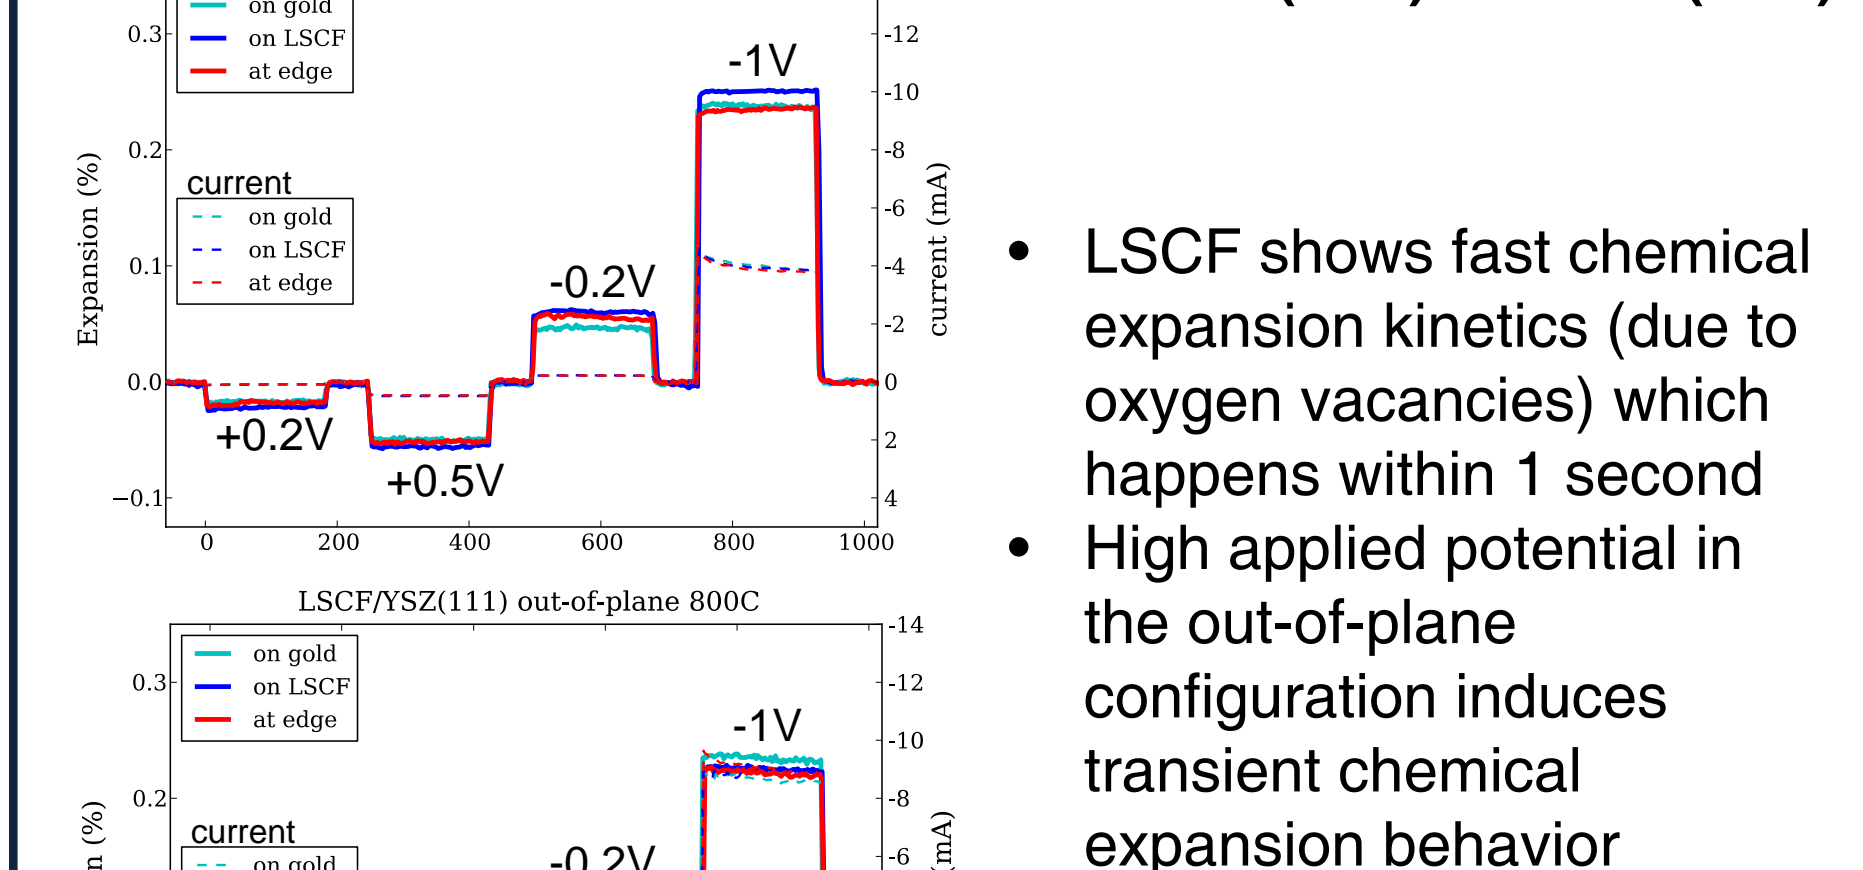 on gold
on LSCF
at edge
-1V
0.3
0.2
0.1
0.0
−0.1
Expansion (%)
current
on gold
on LSCF
at edge
-0.2V
+0.2V
+0.5V
-12
-10
-8
-6
-4
-2
0
2
4
current (mA)
0
200
400
600
800
1000
LSCF/YSZ(111) out-of-plane 800C
on gold
on LSCF
at edge
-1V
0.3
0.2
current
on gold
-0.2V
-14
-12
-10
-8
-6
(mA)
n (%)
• LSCF shows fast chemical
expansion kinetics (due to
oxygen vacancies) which
happens within 1 second
• High applied potential in
the out-of-plane
configuration induces
transient chemical
expansion behavior